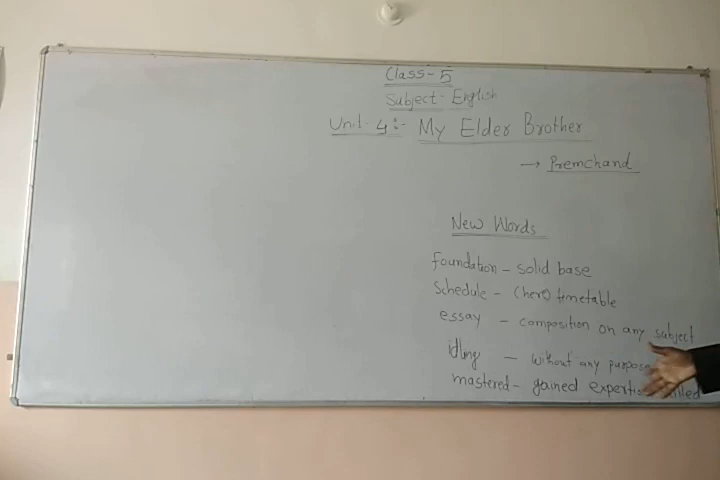 Class-5
Subject- English
Unit-4:- My Elder Brother
→ Premchand
New Words
foundation - solid base
Schedule - (here) timetable
essay - composition on any subject
idling - without any purpose
mastered - gained